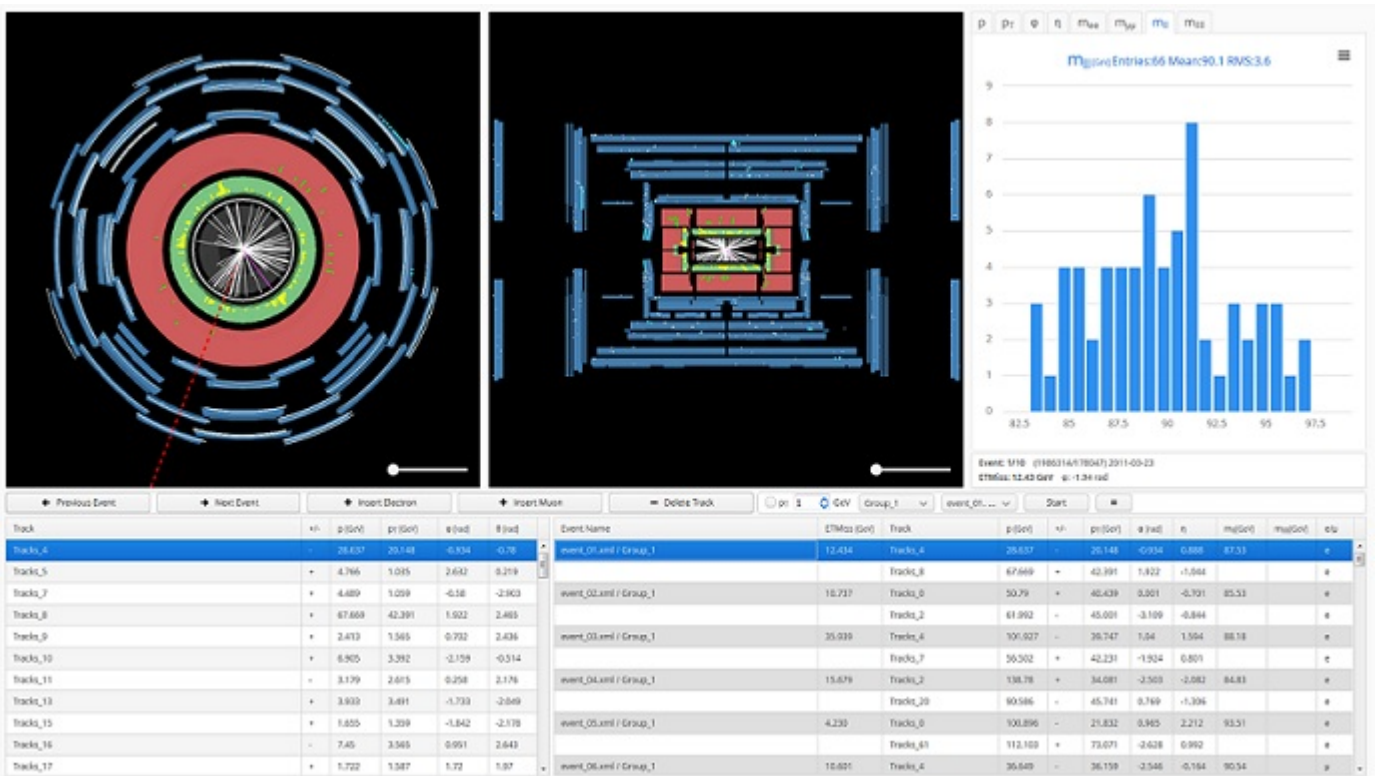 p pT φ η mee mμμ mll mllll
mll[GeV] Entries:66 Mean:90.1 RMS:3.6
9
8
7
6
5
4
3
2
1
0
82.5 85 87.5 90 92.5 95 97.5
Event: 1/10 2011-03-23
ETMiss: 12.43 GeV φ: -1.94 rad
Previous Event Next Event Insert Electron Insert Muon Delete Track pT GeV Group_1 event_01.... Start
Track +/- p [GeV] pT [GeV] φ [rad] θ [rad]
Tracks_4 - 28.637 20.148 -0.934 -0.78
Tracks_5 + 4.766 1.035 2.632 0.219
Tracks_7 + 4.489 1.059 -0.58 -2.903
Tracks_8 + 67.669 42.391 1.922 2.465
Tracks_9 + 2.413 1.565 0.702 2.436
Tracks_10 + 6.905 3.392 -2.159 -0.514
Tracks_11 - 3.179 2.615 0.258 2.176
Tracks_13 + 3.933 3.491 -1.733 -2.049
Tracks_15 + 1.655 1.359 -1.842 -2.178
Tracks_16 - 7.45 3.565 0.951 2.643
Tracks_17 + 1.722 1.587 1.72 1.97
Event Name ETMiss [GeV] Track p [GeV] +/- pT [GeV] φ [rad] η e/μ
event_01.xml / Group_1 12.434 Tracks_4 28.637 - 20.148 -0.934 0.886 87.53 e
Tracks_8 67.669 + 42.391 1.922 -1.044 e
event_02.xml / Group_1 10.737 Tracks_0 50.79 + 40.439 0.001 -0.701 85.53 e
Tracks_2 61.992 - 45.001 -3.109 -0.844 e
event_03.xml / Group_1 35.939 Tracks_4 101.927 - 39.747 1.04 1.594 88.18 e
Tracks_7 56.502 + 42.231 -1.924 0.801 e
event_04.xml / Group_1 15.679 Tracks_2 138.78 + 34.081 -2.503 -2.082 84.83 e
Tracks_20 90.586 - 45.741 0.769 -1.306 e
event_05.xml / Group_1 4.230 Tracks_0 100.896 - 21.832 0.965 2.212 93.51 e
Tracks_61 112.103 + 73.071 -2.628 0.992 e
event_06.xml / Group_1 10.601 Tracks_4 36.649 - 36.159 -2.546 -0.164 90.54 μ